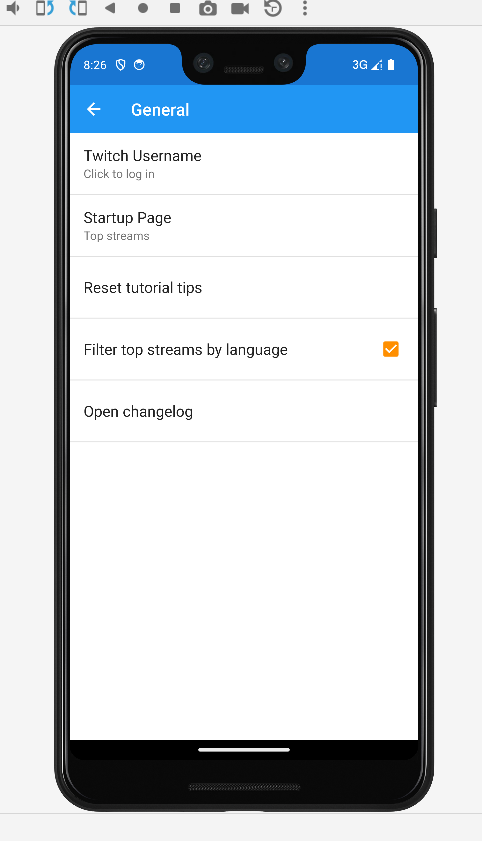 8:26
3G
General
Twitch Username
Click to log in
Startup Page
Top streams
Reset tutorial tips
Filter top streams by language
Open changelog